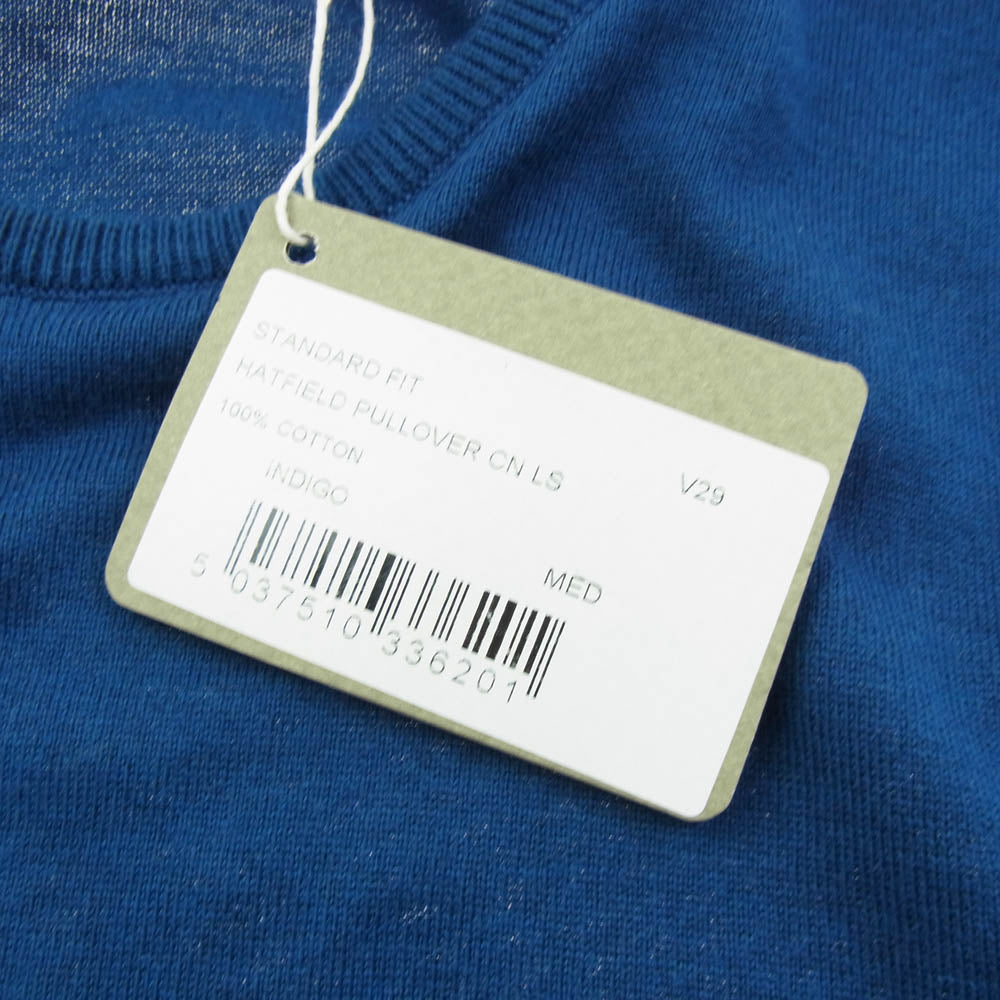 STANDARD FIT
HATFIELD PULLOVER CN LS V29
100% COTTON
INDIGO
MED
5 037510 336201